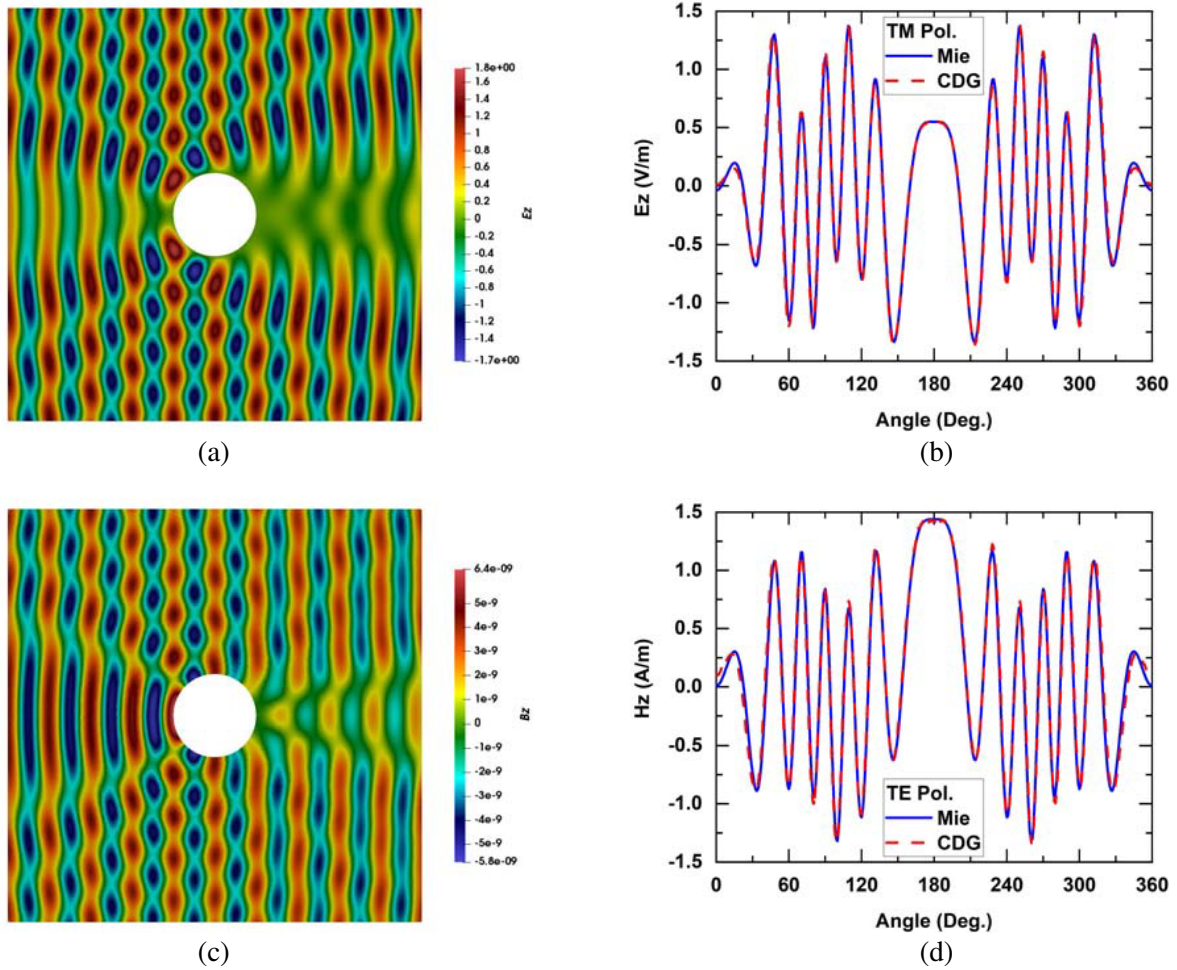 1.8e+00
1.6
1.4
1.2
1
0.8
0.6
0.4
0.2
0
-0.2
-0.4
-0.6
-0.8
-1
-1.2
-1.4
-1.7e+00
Ez
(a)
1.5
1.0
0.5
0.0
-0.5
-1.0
-1.5
Ez (V/m)
TM Pol.
Mie
CDG
0 60 120 180 240 300 360
Angle (Deg.)
(b)
6.4e-09
5e-9
4e-9
3e-9
2e-9
1e-9
0
-1e-9
-2e-9
-3e-9
-4e-9
-5e-9
-5.8e-09
Bz
(c)
1.5
1.0
0.5
0.0
-0.5
-1.0
-1.5
Hz (A/m)
TE Pol.
Mie
CDG
0 60 120 180 240 300 360
Angle (Deg.)
(d)